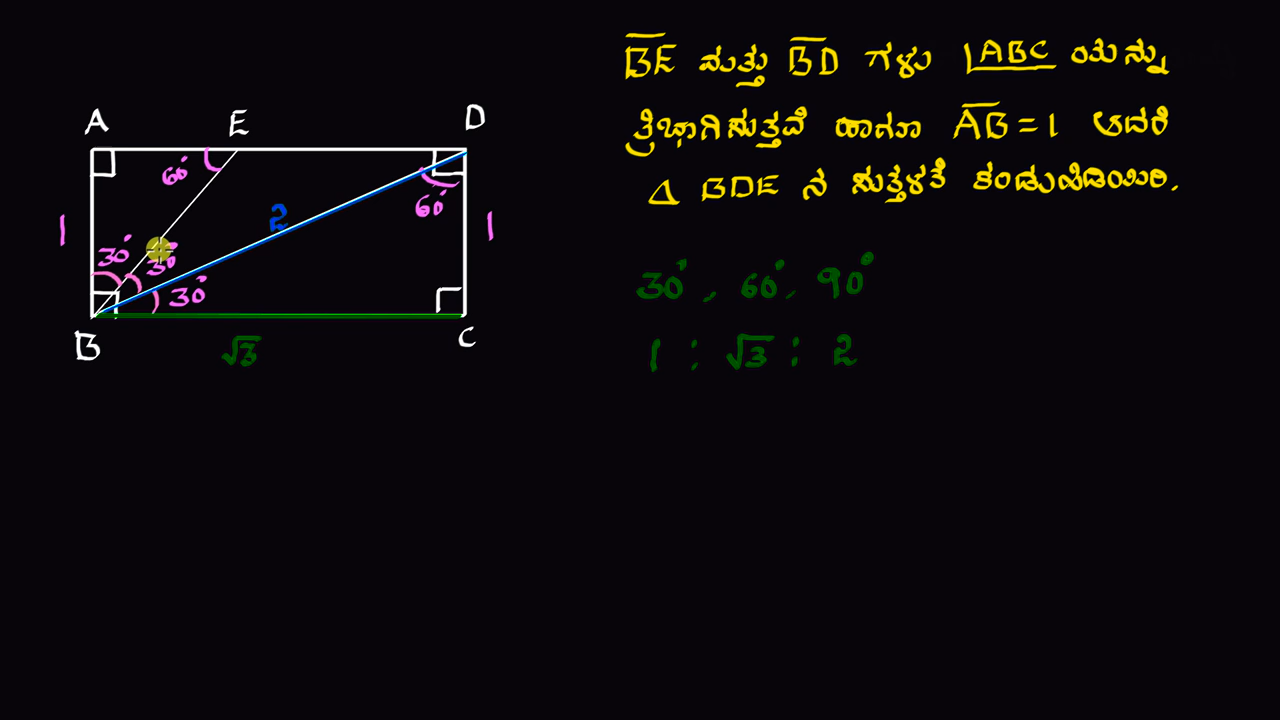 BE ಮತ್ತು BD ಗಳು ∠ABC ಯನ್ನು
ತ್ರಿಭಾಗಿಸುತ್ತವೆ ಹಾಗೂ AB = 1 ಆದರೆ
Δ BDE ನ ಸುತ್ತಳತೆ ಕಂಡುಹಿಡಿಯಿರಿ.
A E D
60°
60°
2
1 1
30° 30°
30°
B C
√3
30°, 60°, 90°
1 : √3 : 2